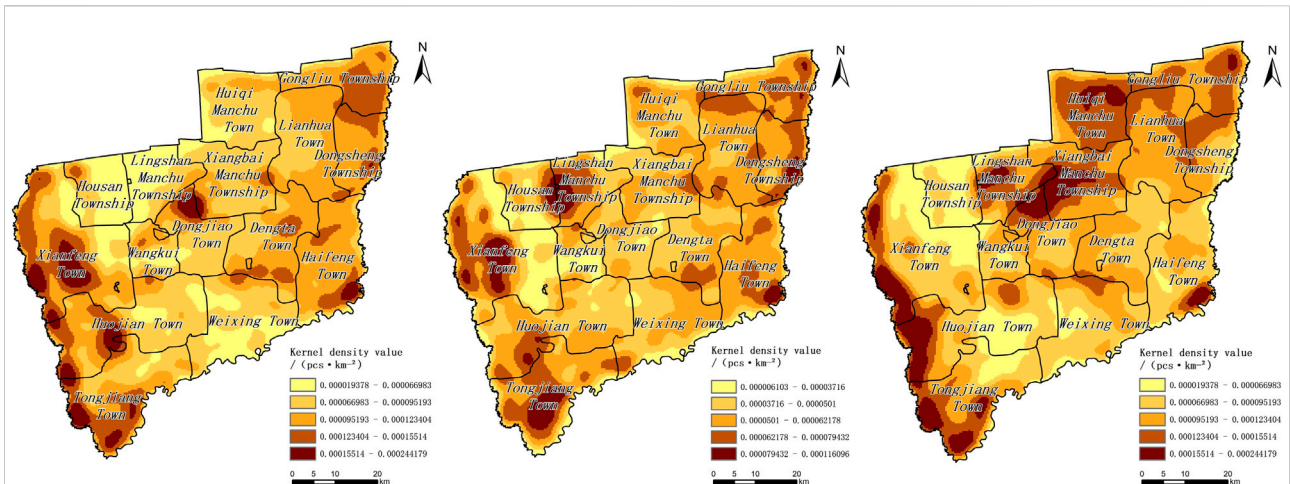 N
Gongliu Township
Huiqi
Manchu
Town
Lianhua
Town
Lingshan
Manchu
Township
Xiangbai
Manchu
Township
Dongsheng
Township
Housan
Township
Dongjiao
Town
Dengta
Town
Xianfeng
Town
Wangkui
Town
Haifeng
Town
Huojian Town
Weixing Town
Tongjiang
Town
Kernel density value
/ (pcs·km⁻²)
0.000019378 - 0.000066983
0.000066983 - 0.000095193
0.000095193 - 0.000123404
0.000123404 - 0.00015514
0.00015514 - 0.000244179
0 5 10 20
km
N
Gongliu Township
Huiqi
Manchu
Town
Lianhua
Town
Lingshan
Manchu
Township
Xiangbai
Manchu
Township
Dongsheng
Township
Housan
Township
Dongjiao
Town
Dengta
Town
Xianfeng
Town
Wangkui
Town
Haifeng
Town
Huojian Town
Weixing Town
Tongjiang
Town
Kernel density value
/ (pcs·km⁻²)
0.000006103 - 0.00003716
0.00003716 - 0.0000501
0.0000501 - 0.000062178
0.000062178 - 0.000079432
0.000079432 - 0.000116096
0 5 10 20
km
N
Gongliu Township
Huiqi
Manchu
Town
Lianhua
Town
Lingshan
Manchu
Township
Xiangbai
Manchu
Township
Dongsheng
Township
Housan
Township
Dongjiao
Town
Dengta
Town
Xianfeng
Town
Wangkui
Town
Haifeng
Town
Huojian Town
Weixing Town
Tongjiang
Town
Kernel density value
/ (pcs·km⁻²)
0.000019378 - 0.000066983
0.000066983 - 0.000095193
0.000095193 - 0.000123404
0.000123404 - 0.00015514
0.00015514 - 0.000244179
0 5 10 20
km